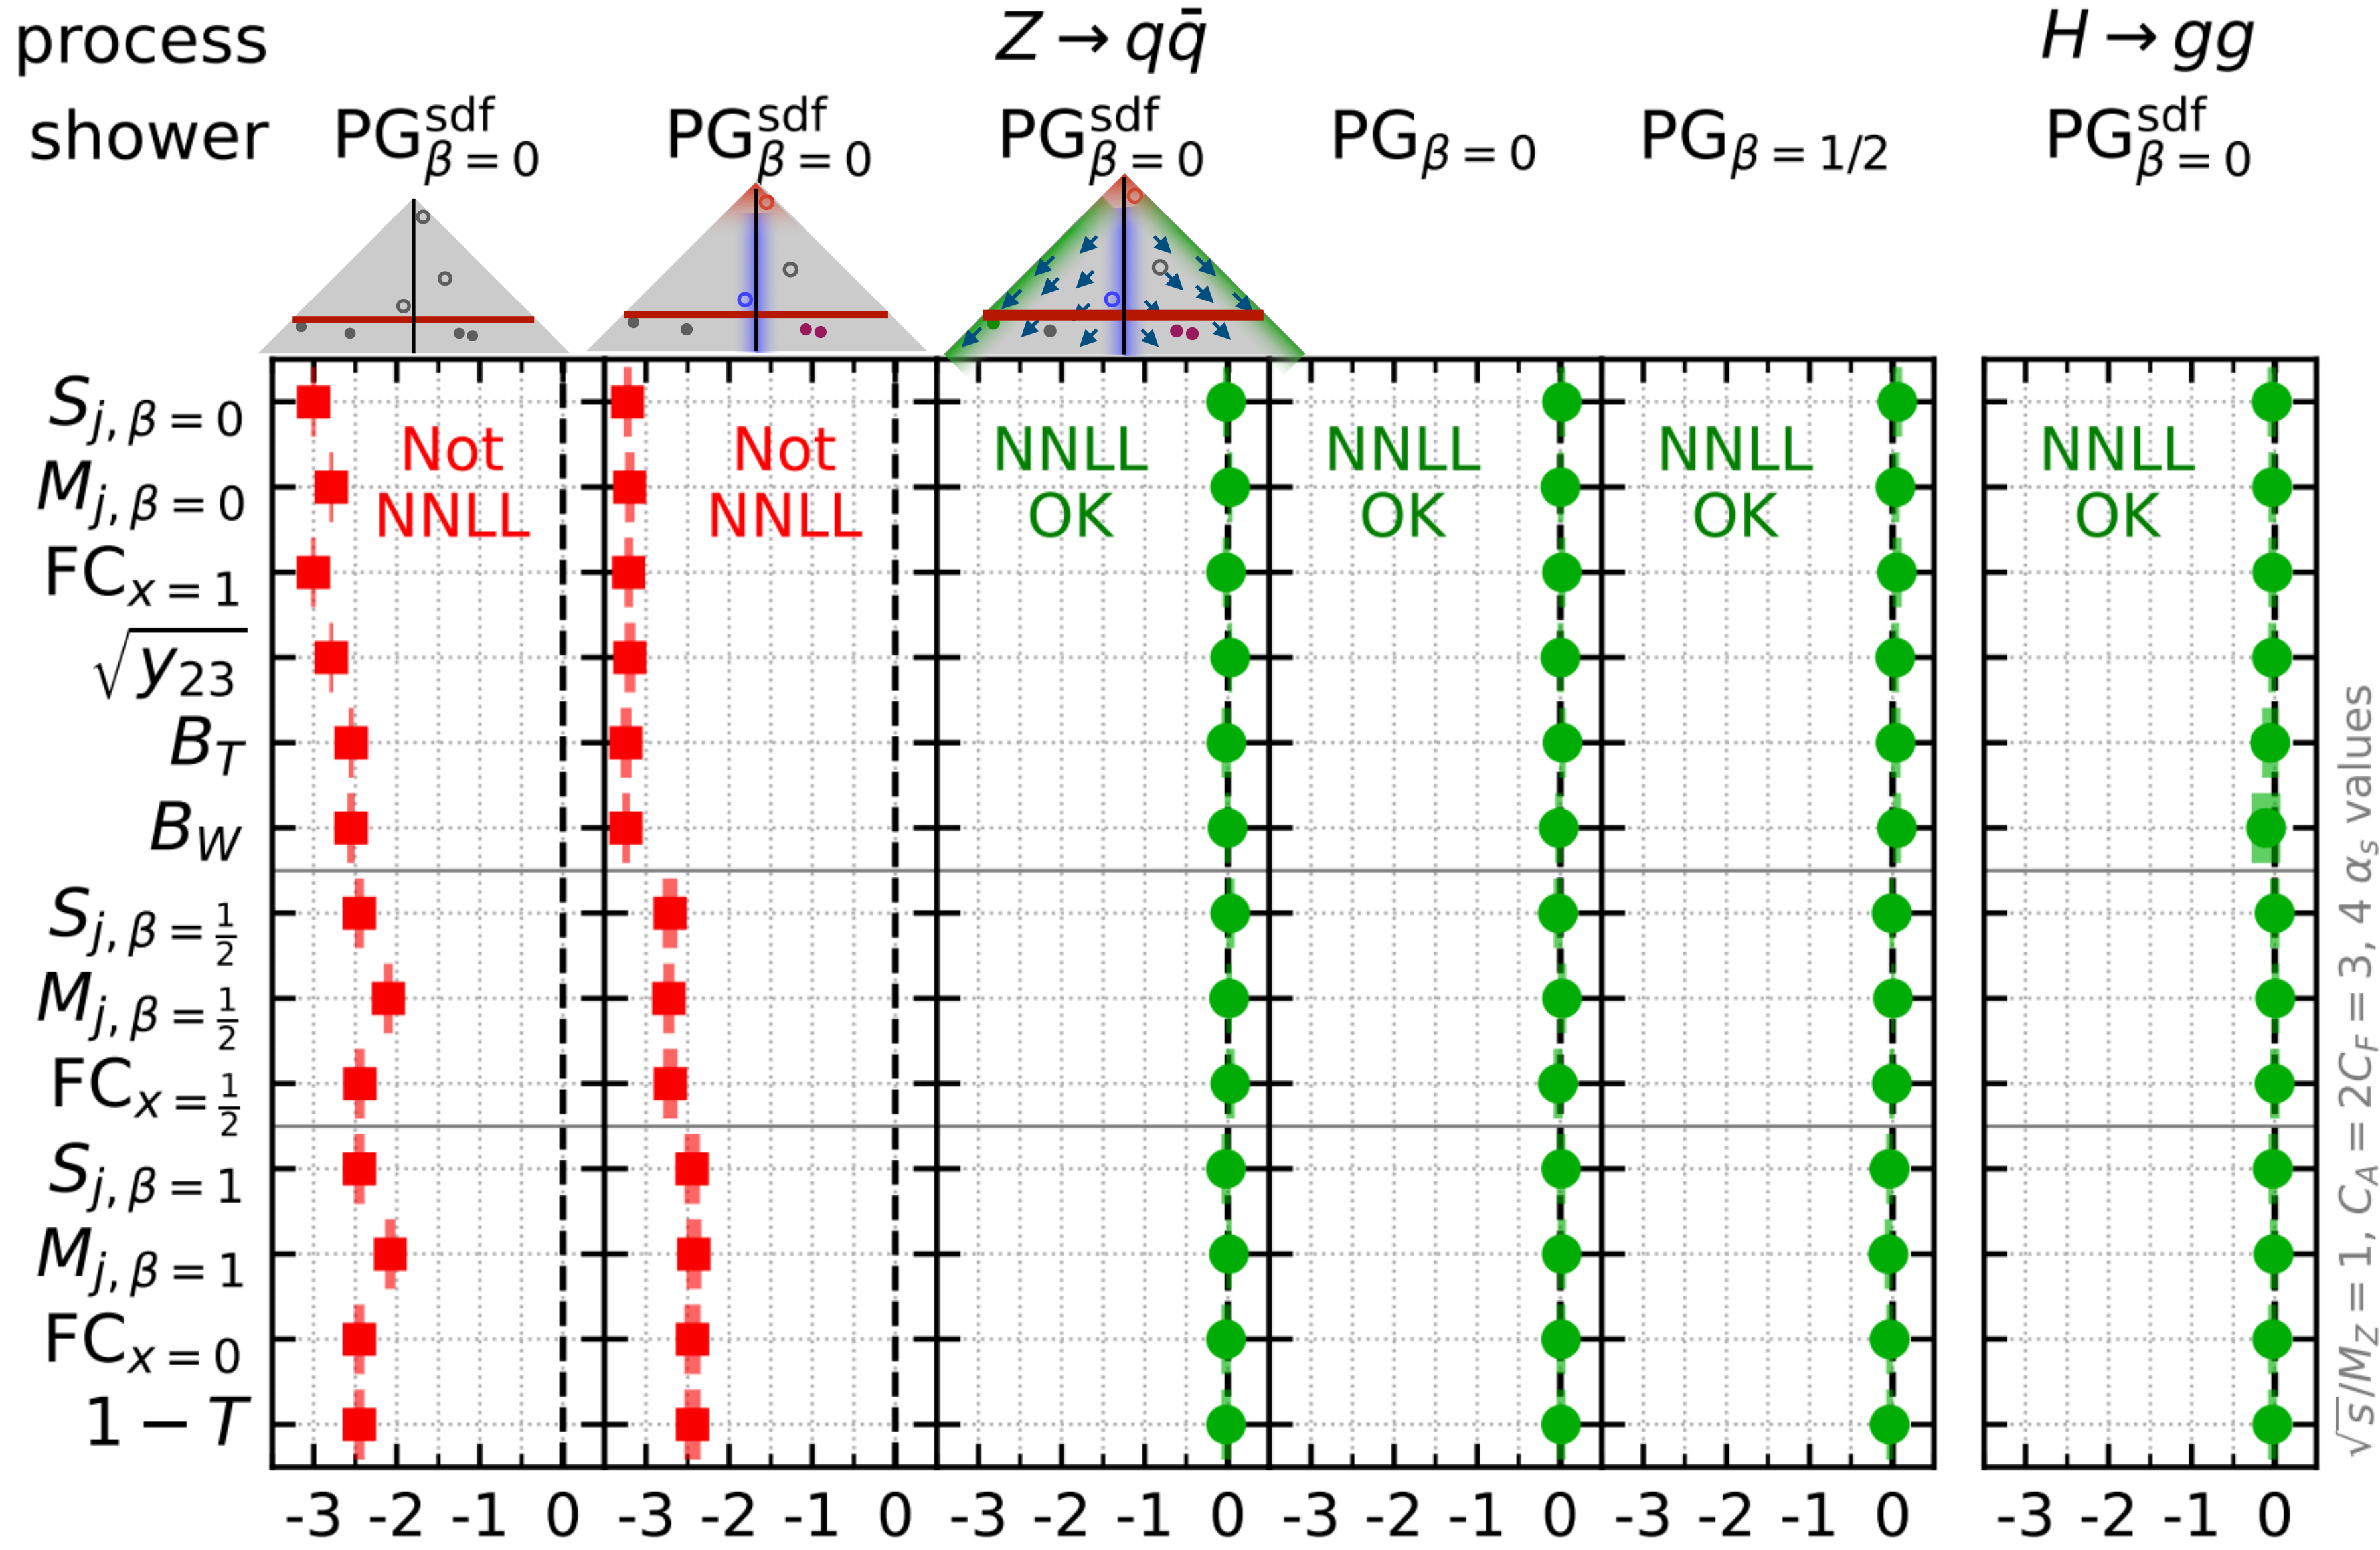 process Z → qq̄ H → gg
shower PG^sdf_β=0 PG^sdf_β=0 PG^sdf_β=0 PG_β=0 PG_β=1/2 PG^sdf_β=0
S_j,β=0
Not NNLL Not NNLL NNLL OK NNLL OK NNLL OK NNLL OK
M_j,β=0
FC_x=1
√y_23
B_T
B_W
S_j,β=1/2
M_j,β=1/2
FC_x=1/2
S_j,β=1
M_j,β=1
FC_x=0
1 − T
-3 -2 -1 0 -3 -2 -1 0 -3 -2 -1 0 -3 -2 -1 0 -3 -2 -1 0 -3 -2 -1 0
√s/M_Z = 1, C_A = 2C_F = 3, 4 α_s values